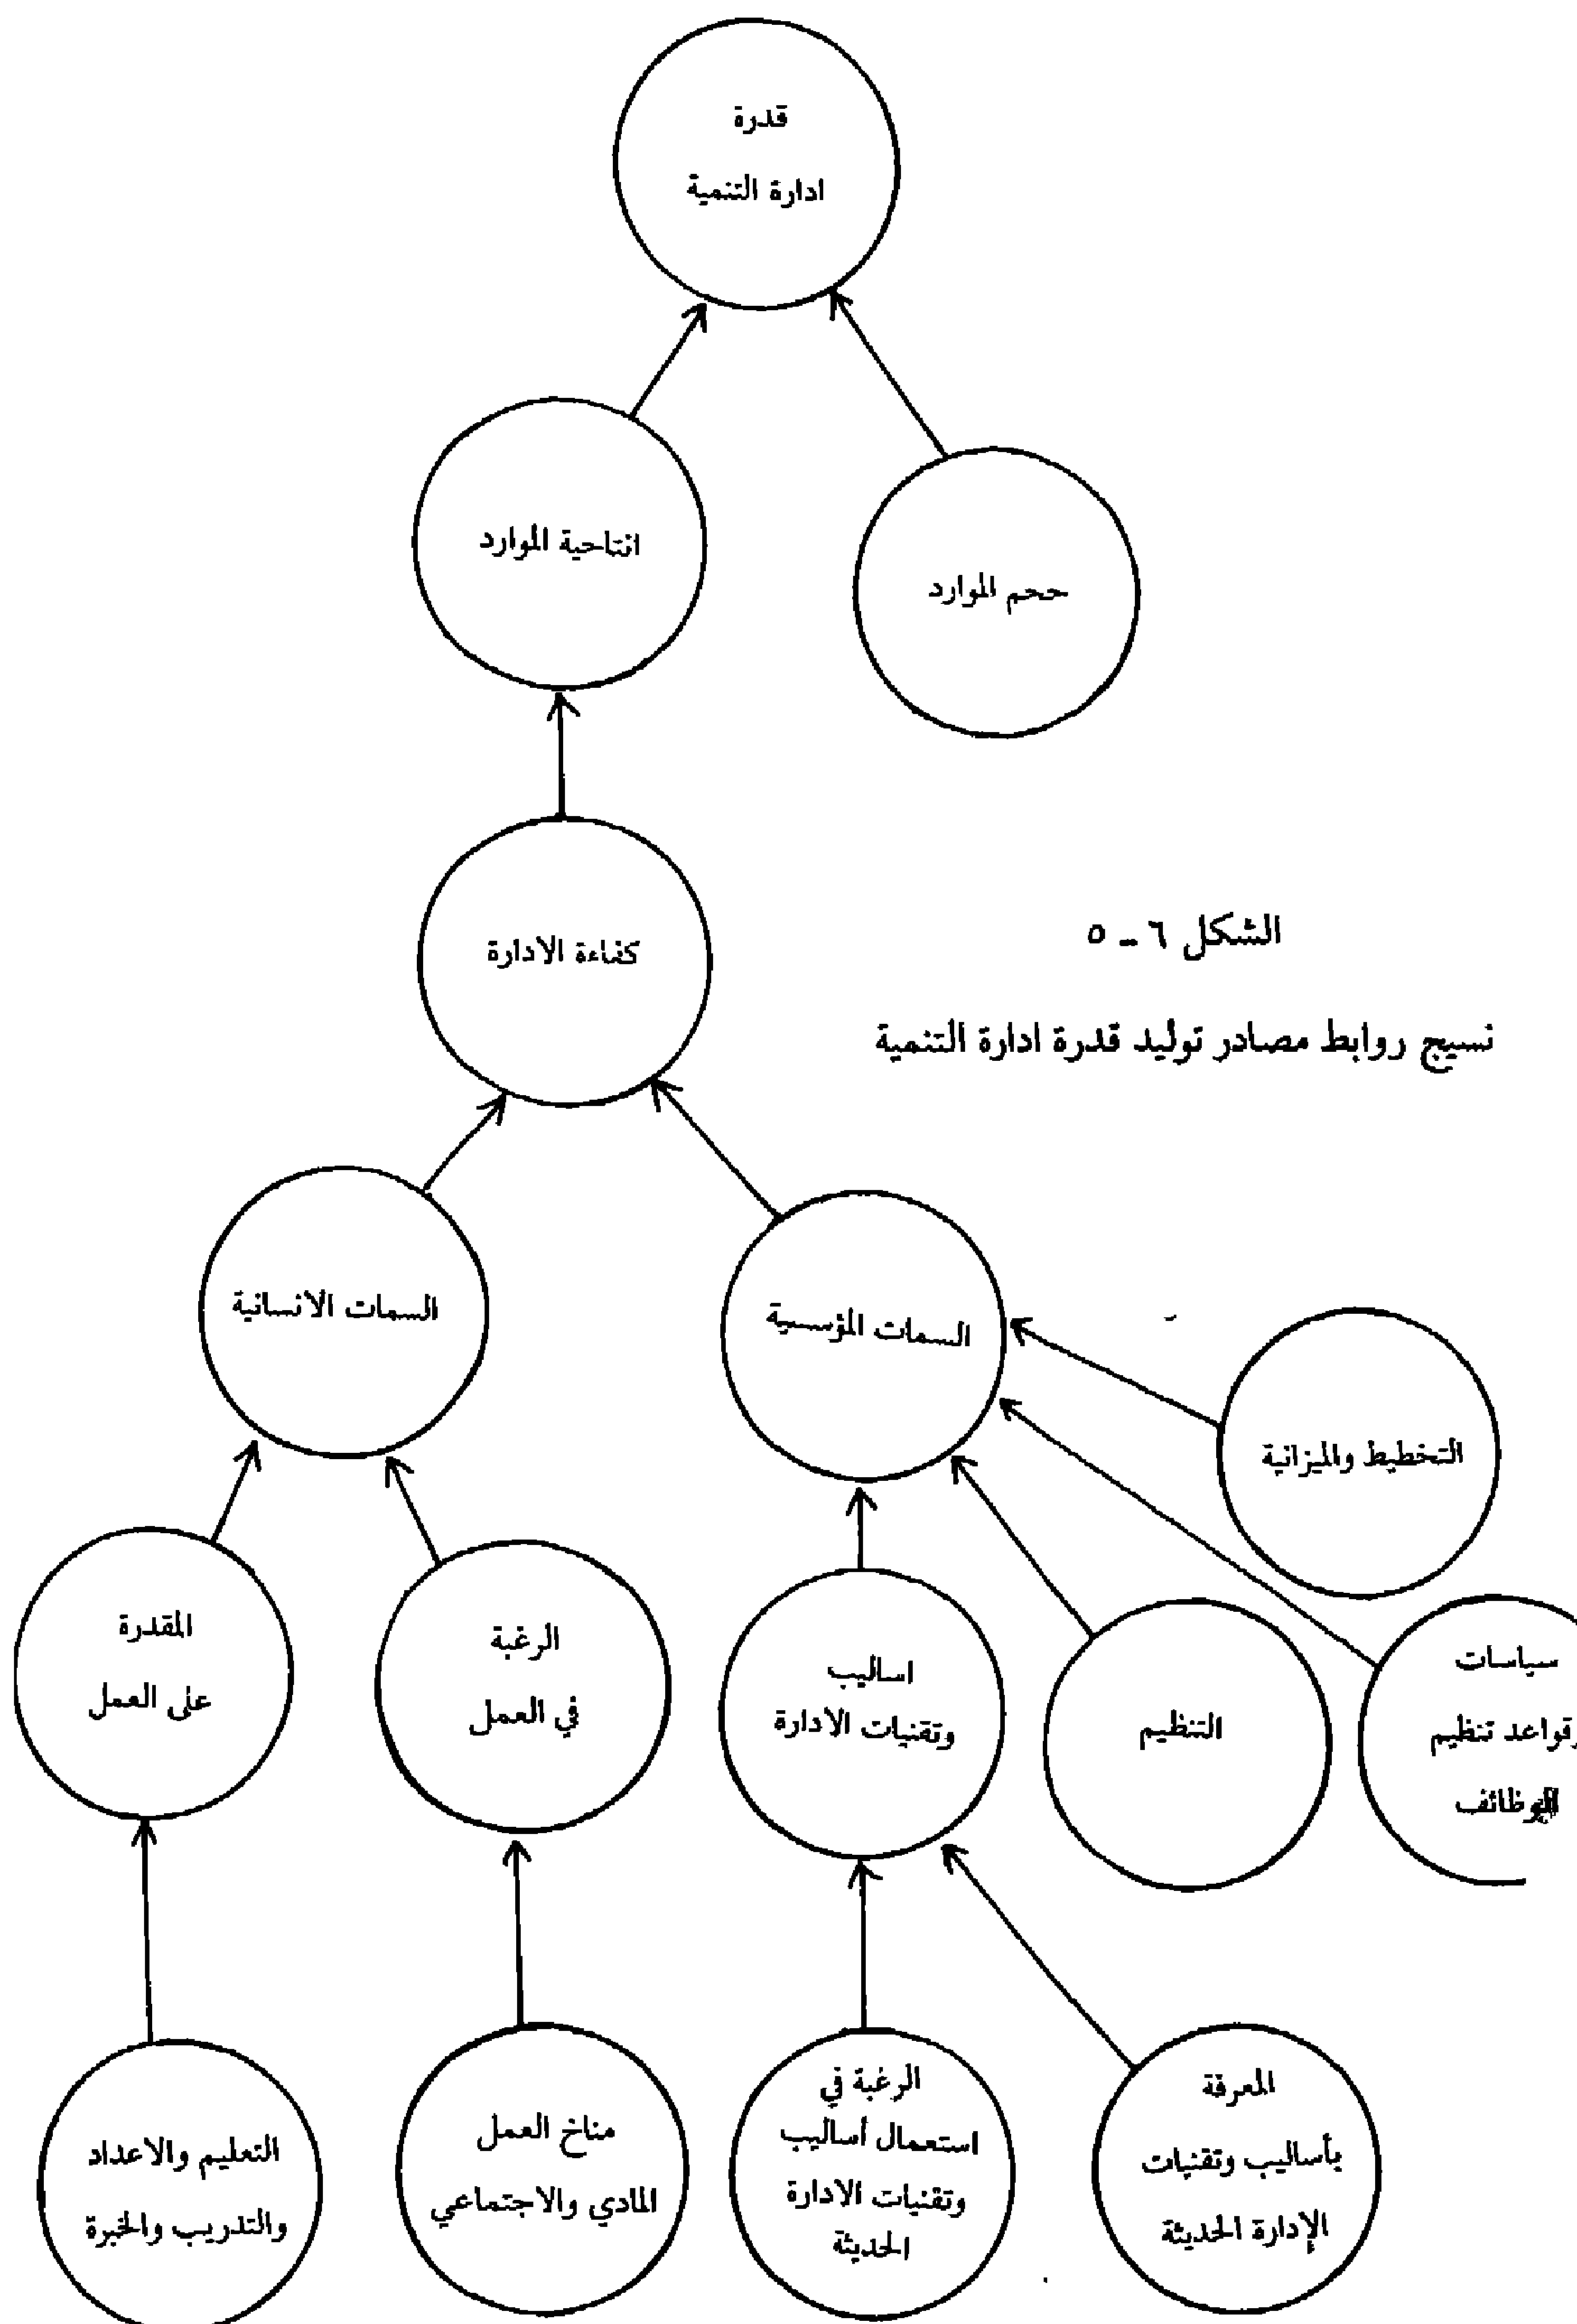 قدرة
ادارة التنمية
انتاحية الموارد
ححم الموارد
كفاءة الادارة
الشكل ٦ - ٥
نسيج روابط مصادر توليد قدرة ادارة التنمية
السمات الانسانية
السمات المؤسسية
التخطيط والميزانية
المقدرة
على العمل
الرغبة
في العمل
اساليب
وتقنيات الادارة
التنظيم
سياسات
وقواعد تنظيم
الوظائف
التعليم والاعداد
والتدريب والخبرة
مناخ العمل
المادي والاجتماعي
الرغبة في
استعمال أساليب
وتقنيات الادارة
الحديثة
المعرفة
بأساليب وتقنيات
الإدارة الحديثة